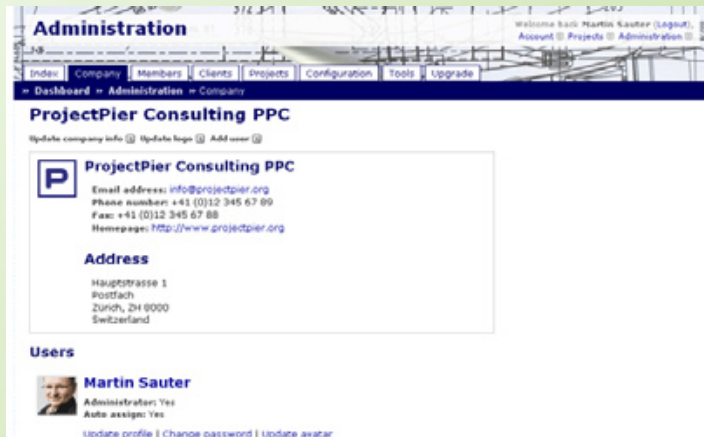 Administration
Welcome back Martin Sauter (Logout),
Account Projects Administration
Index Company Members Clients Projects Configuration Tools Upgrade
» Dashboard » Administration » Company
ProjectPier Consulting PPC
Update company info Update logo Add user
P
ProjectPier Consulting PPC
Email address: info@projectpier.org
Phone number: +41 (0)12 345 67 89
Fax: +41 (0)12 345 67 88
Homepage: http://www.projectpier.org
Address
Hauptstrasse 1
Postfach
Zürich, ZH 8000
Switzerland
Users
Martin Sauter
Administrator: Yes
Auto assign: Yes
Update profile | Change password | Update avatar